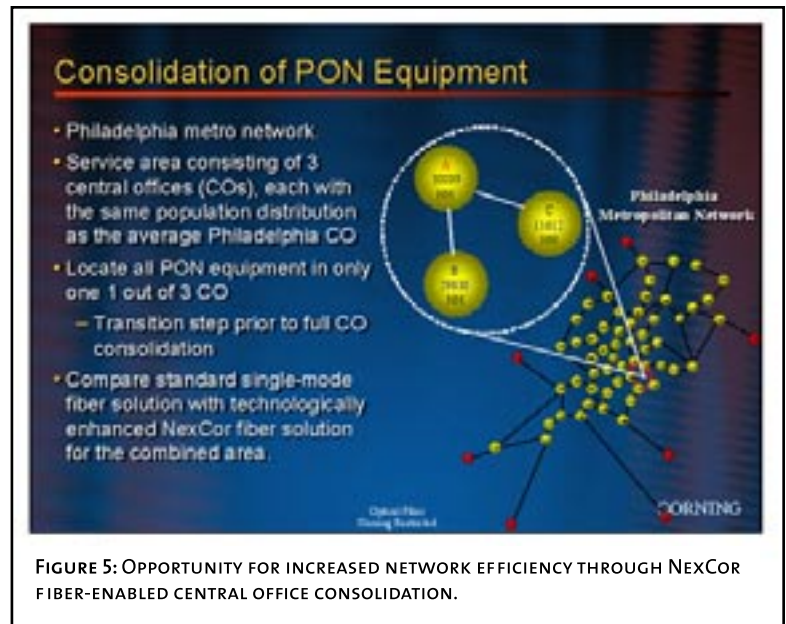 Consolidation of PON Equipment
• Philadelphia metro network
• Service area consisting of 3
central offices (COs), each with
the same population distribution
as the average Philadelphia CO
• Locate all PON equipment in only
one 1 out of 3 CO
– Transition step prior to full CO
consolidation
• Compare standard single-mode
fiber solution with technologically
enhanced NexCor fiber solution
for the combined area.
A
C
B
Philadelphia
Metropolitan Network
CORNING
FIGURE 5: OPPORTUNITY FOR INCREASED NETWORK EFFICIENCY THROUGH NEXCOR
FIBER-ENABLED CENTRAL OFFICE CONSOLIDATION.